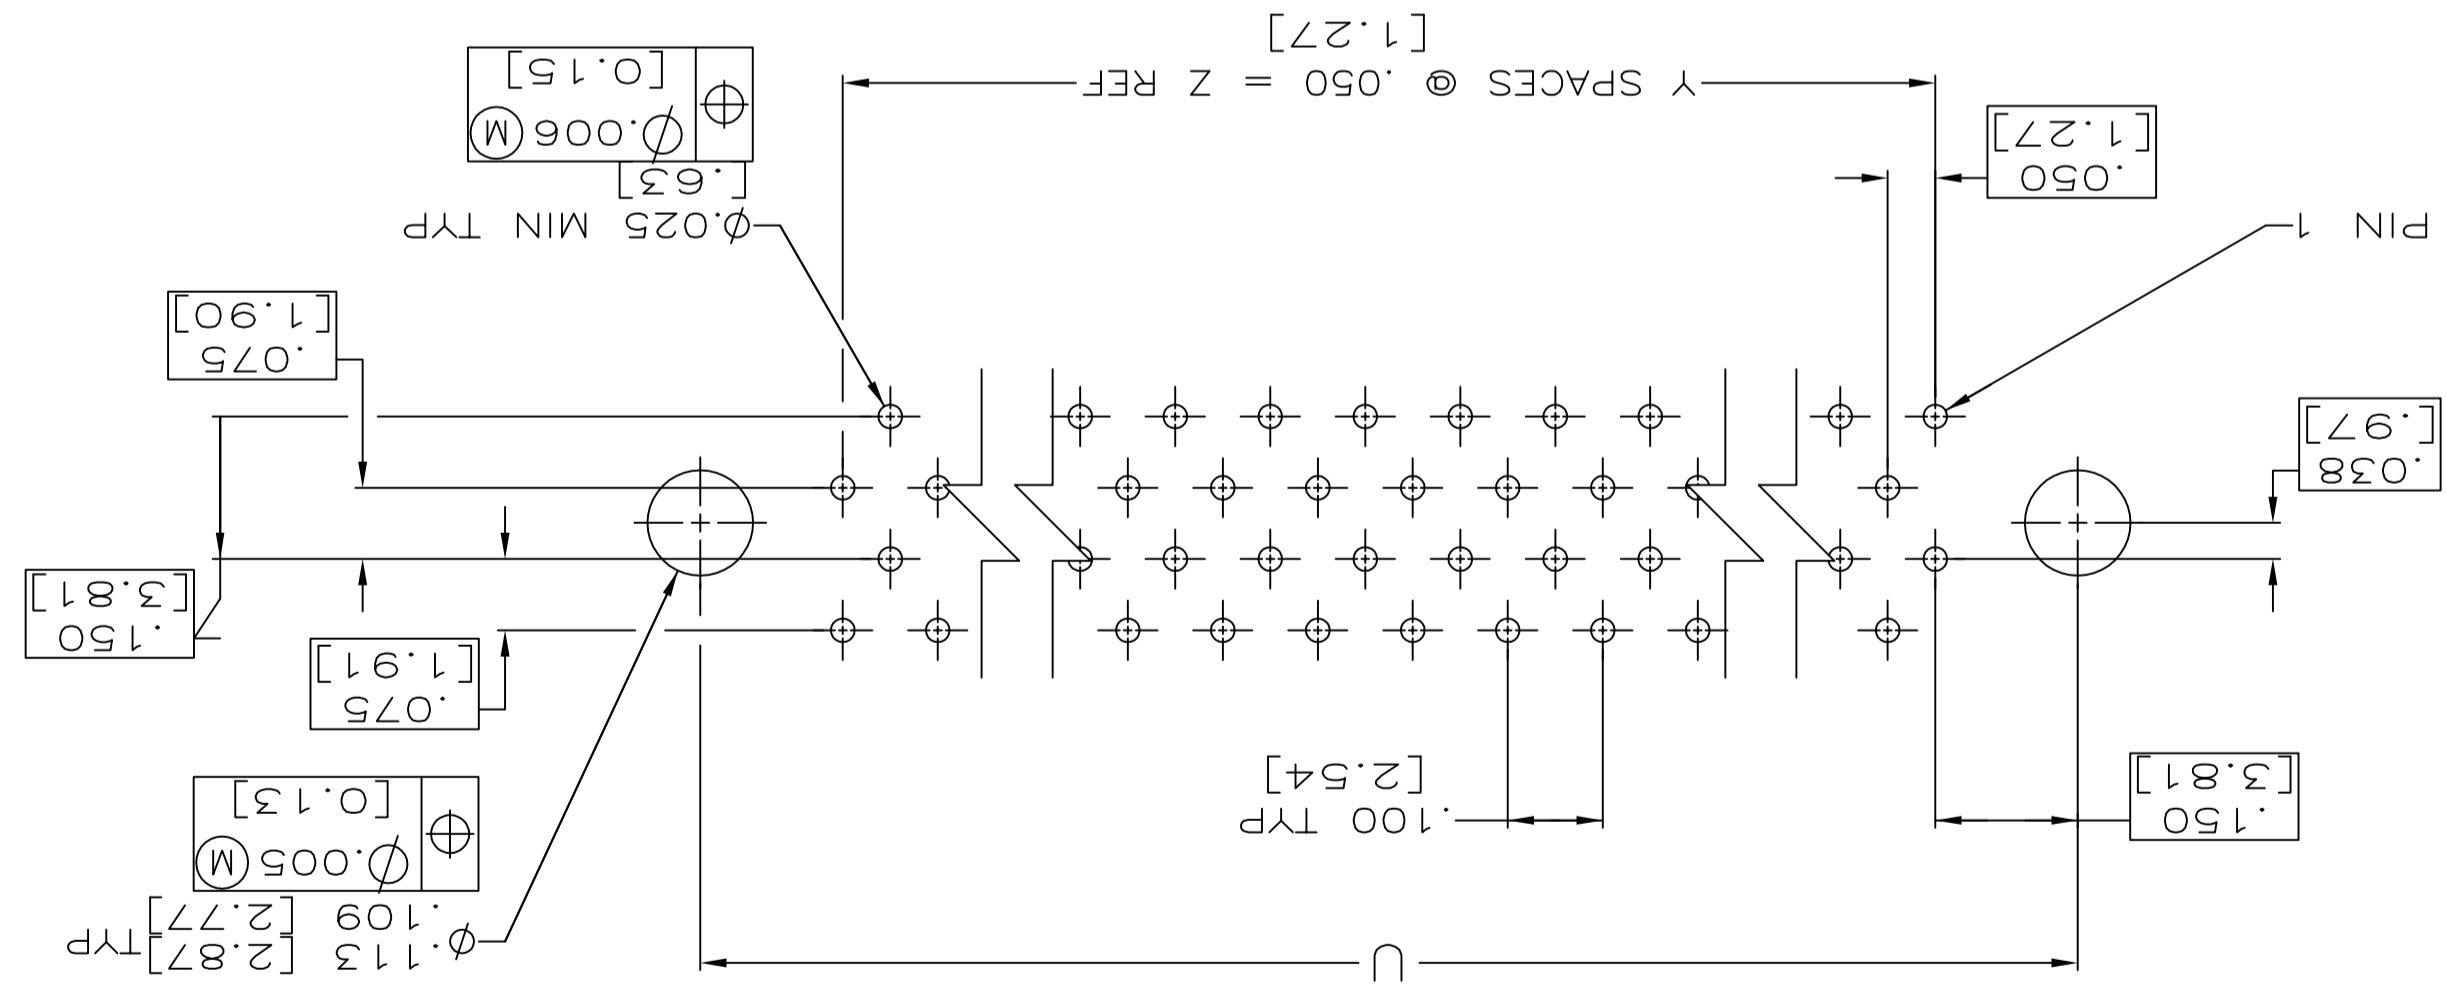 U
Ø.113 [2.87]TYP
.109 [2.77]
Ø.005 Ⓜ
[0.13]
.150
[3.81]
.100 TYP
[2.54]
.075
[1.91]
.150
[3.81]
.038
[.97]
.075
[1.90]
PIN 1
Ø.025 MIN TYP
[.63]
Ø.006 Ⓜ
[0.15]
.050
[1.27]
Y SPACES @ .050 = Z REF
[1.27]